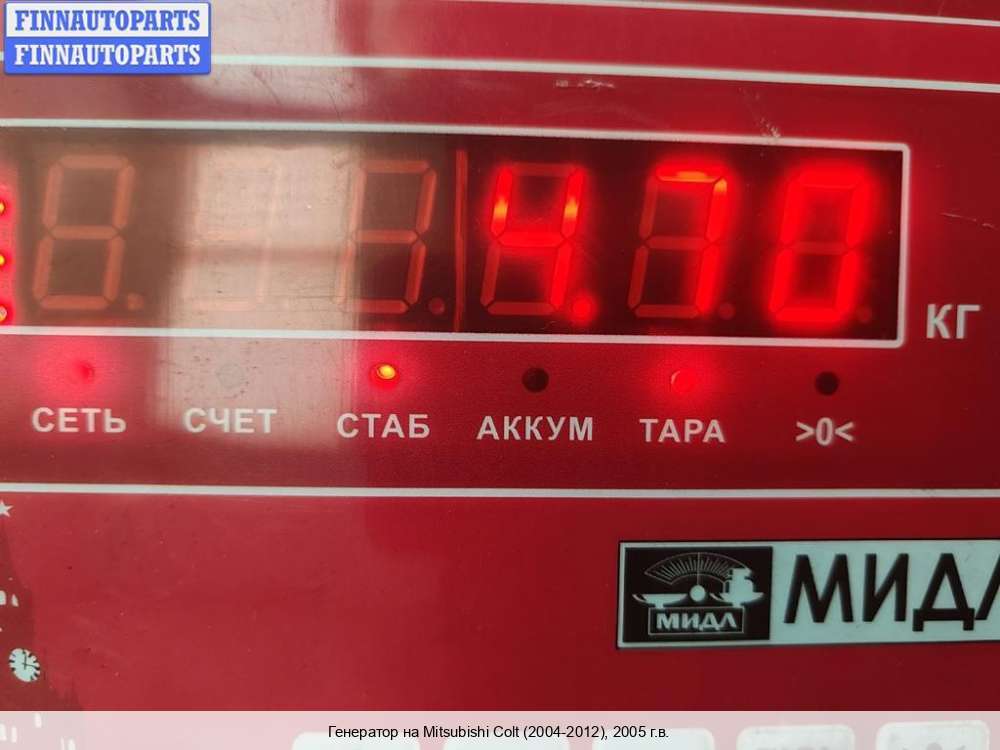 FINNAUTOPARTS
FINNAUTOPARTS
4.70
КГ
СЕТЬ СЧЕТ СТАБ АККУМ ТАРА >0<
МИДЛ МИДЛ
Генератор на Mitsubishi Colt (2004-2012), 2005 г.в.